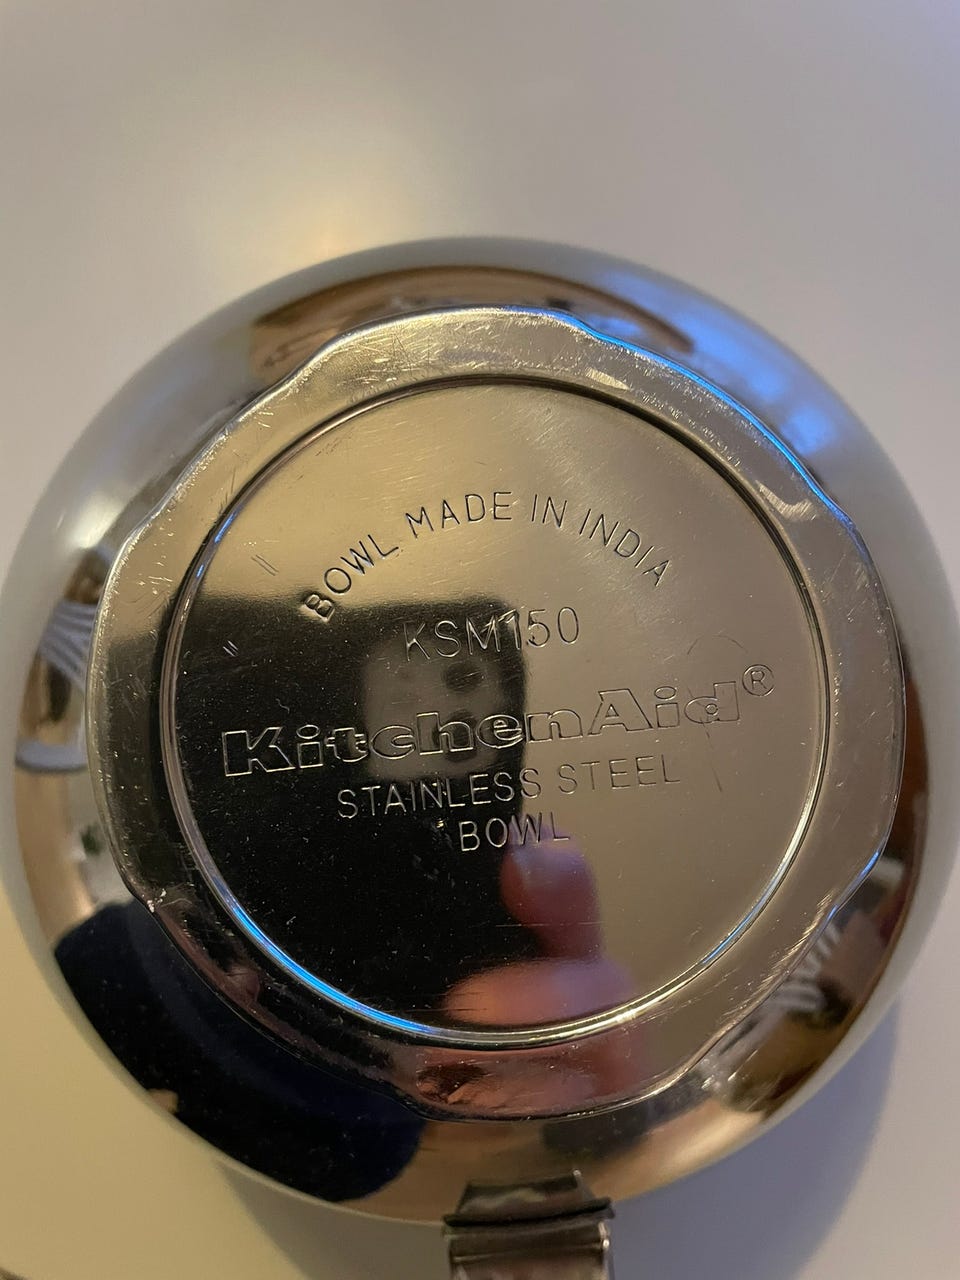 BOWL MADE IN INDIA
KSM150
KitchenAid®
STAINLESS STEEL
BOWL